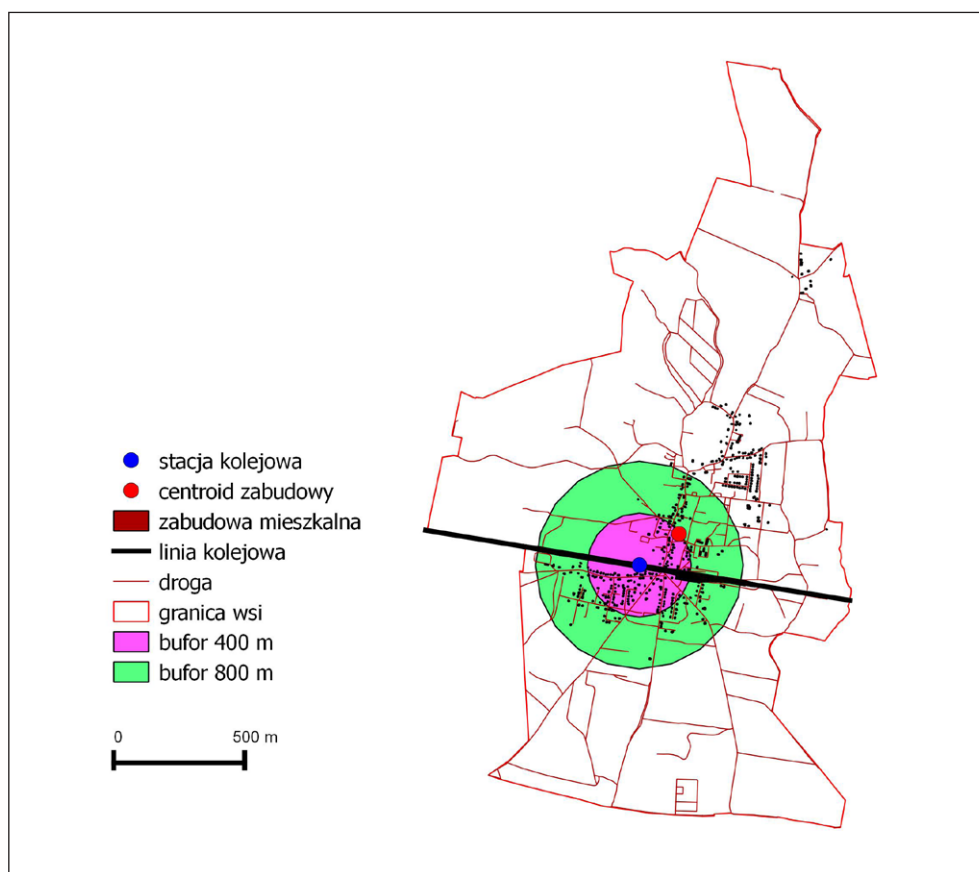 stacja kolejowa
centroid zabudowy
zabudowa mieszkalna
linia kolejowa
droga
granica wsi
bufor 400 m
bufor 800 m
0 500 m